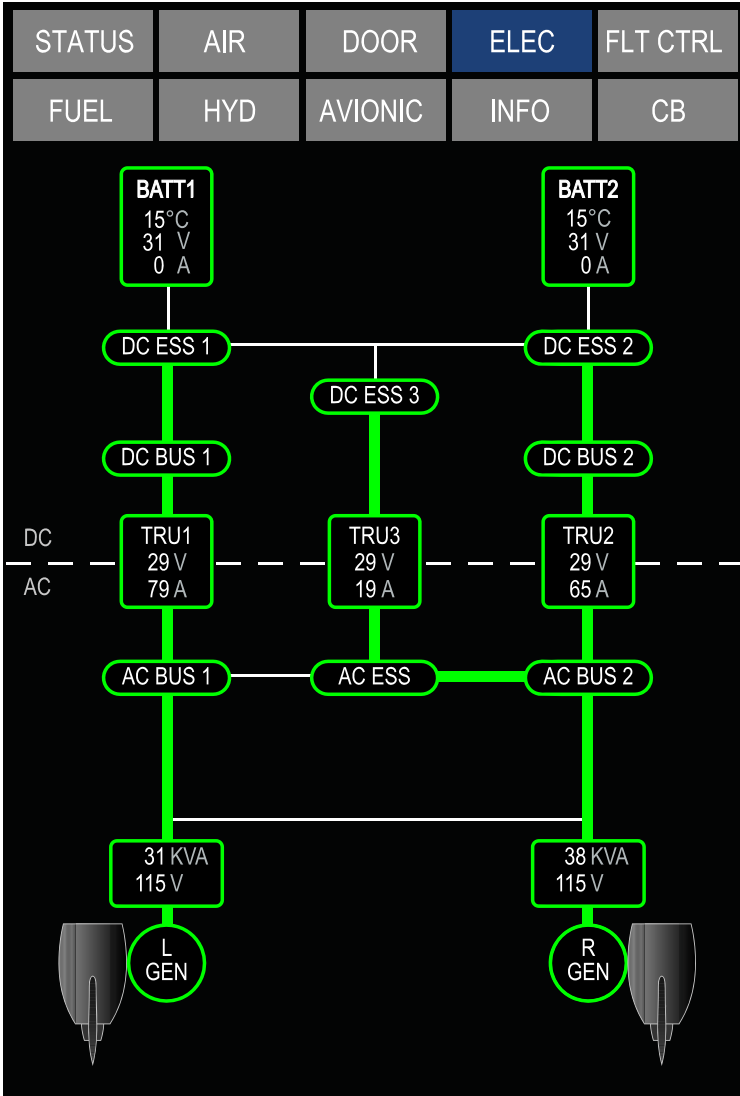 STATUS AIR DOOR ELEC FLT CTRL
FUEL HYD AVIONIC INFO CB
BATT1 BATT2
15°C 15°C
31 V 31 V
0 A 0 A
DC ESS 1 DC ESS 2
DC ESS 3
DC BUS 1 DC BUS 2
TRU1 TRU3 TRU2
DC 29 V 29 V 29 V
AC 79 A 19 A 65 A
AC BUS 1 AC ESS AC BUS 2
31 KVA 38 KVA
115 V 115 V
L R
GEN GEN